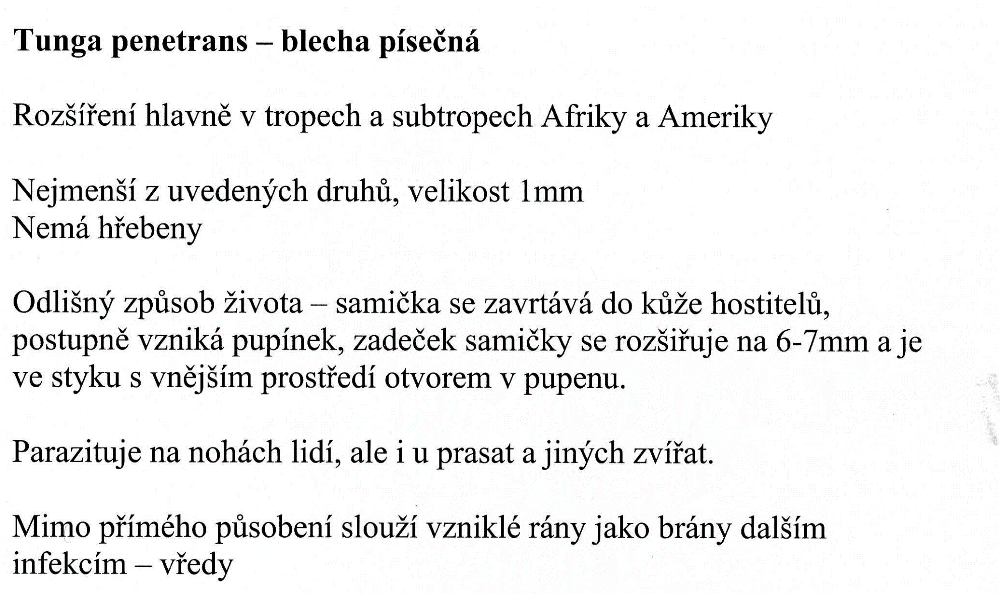 Tunga penetrans – blecha písečná
Rozšíření hlavně v tropech a subtropech Afriky a Ameriky
Nejmenší z uvedených druhů, velikost 1mm
Nemá hřebeny
Odlišný způsob života – samička se zavrtává do kůže hostitelů,
postupně vzniká pupínek, zadeček samičky se rozšiřuje na 6-7mm a je
ve styku s vnějším prostředí otvorem v pupenu.
Parazituje na nohách lidí, ale i u prasat a jiných zvířat.
Mimo přímého působení slouží vzniklé rány jako brány dalším
infekcím – vředy